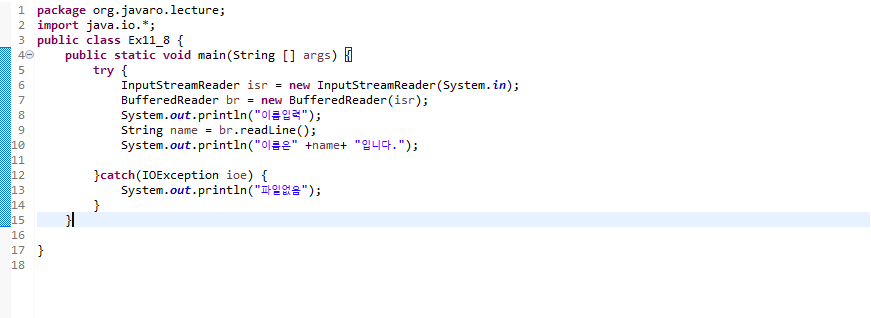 1 package org.javaro.lecture;
2 import java.io.*;
3 public class Ex11_8 {
4 public static void main(String [] args) {
5 try {
6 InputStreamReader isr = new InputStreamReader(System.in);
7 BufferedReader br = new BufferedReader(isr);
8 System.out.println("이름입력");
9 String name = br.readLine();
10 System.out.println("이름은" +name+ "입니다.");
11
12 }catch(IOException ioe) {
13 System.out.println("파일없음");
14 }
15 }
16
17 }
18